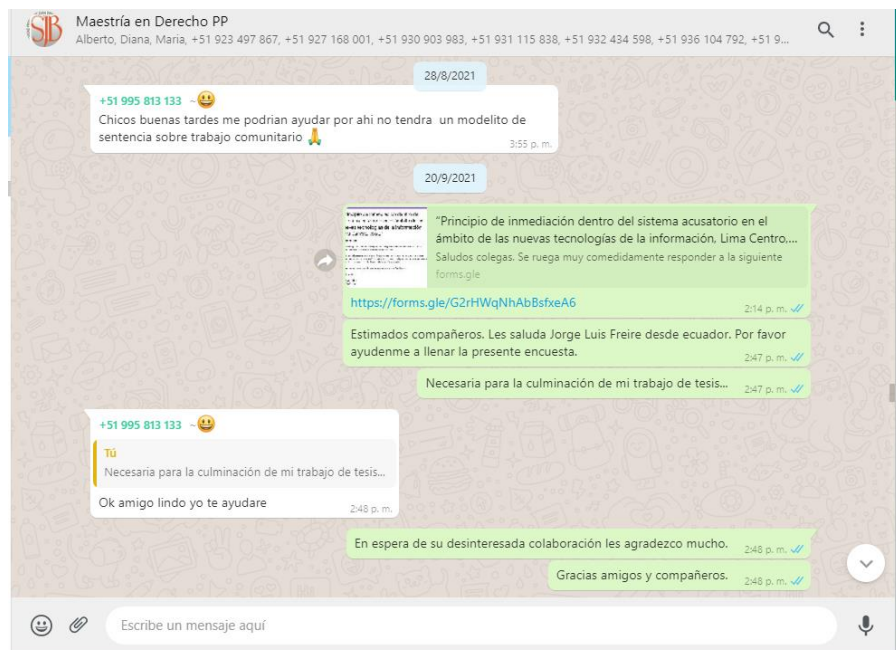 SJB
Maestría en Derecho PP
Alberto, Diana, Maria, +51 923 497 867, +51 927 168 001, +51 930 903 983, +51 931 115 838, +51 932 434 598, +51 936 104 792, +51 9...
28/8/2021
+51 995 813 133 ~😃
Chicos buenas tardes me podrian ayudar por ahi no tendra un modelito de
sentencia sobre trabajo comunitario 🙏
3:55 p. m.
20/9/2021
"Principio de inmediación dentro del sistema acusatorio en el
ámbito de las nuevas tecnologías de la información, Lima Centro,...
Saludos colegas. Se ruega muy comedidamente responder a la siguiente
forms.gle
https://forms.gle/G2rHWqNhAbBsfxeA6
2:14 p. m.
Estimados compañeros. Les saluda Jorge Luis Freire desde ecuador. Por favor
ayudenme a llenar la presente encuesta.
2:47 p. m.
Necesaria para la culminación de mi trabajo de tesis...
2:47 p. m.
+51 995 813 133 ~😃
Tú
Necesaria para la culminación de mi trabajo de tesis...
Ok amigo lindo yo te ayudare
2:48 p. m.
En espera de su desinteresada colaboración les agradezco mucho.
2:48 p. m.
Gracias amigos y compañeros.
2:48 p. m.
Escribe un mensaje aquí